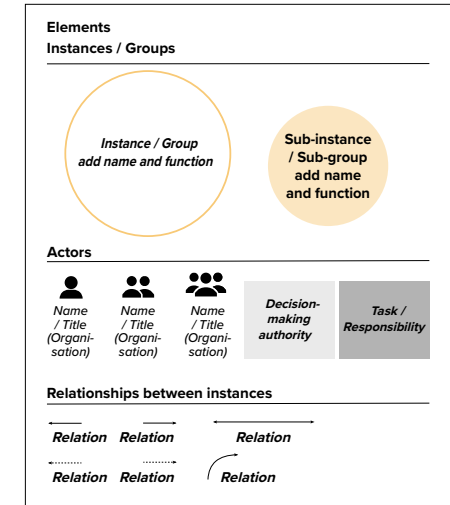 Elements
Instances / Groups
Instance / Group
add name and function
Sub-instance
/ Sub-group
add name
and function
Actors
Name
/ Title
(Organi-
sation)
Name
/ Title
(Organi-
sation)
Name
/ Title
(Organi-
sation)
Decision-
making
authority
Task /
Responsibility
Relationships between instances
Relation Relation Relation
Relation Relation Relation